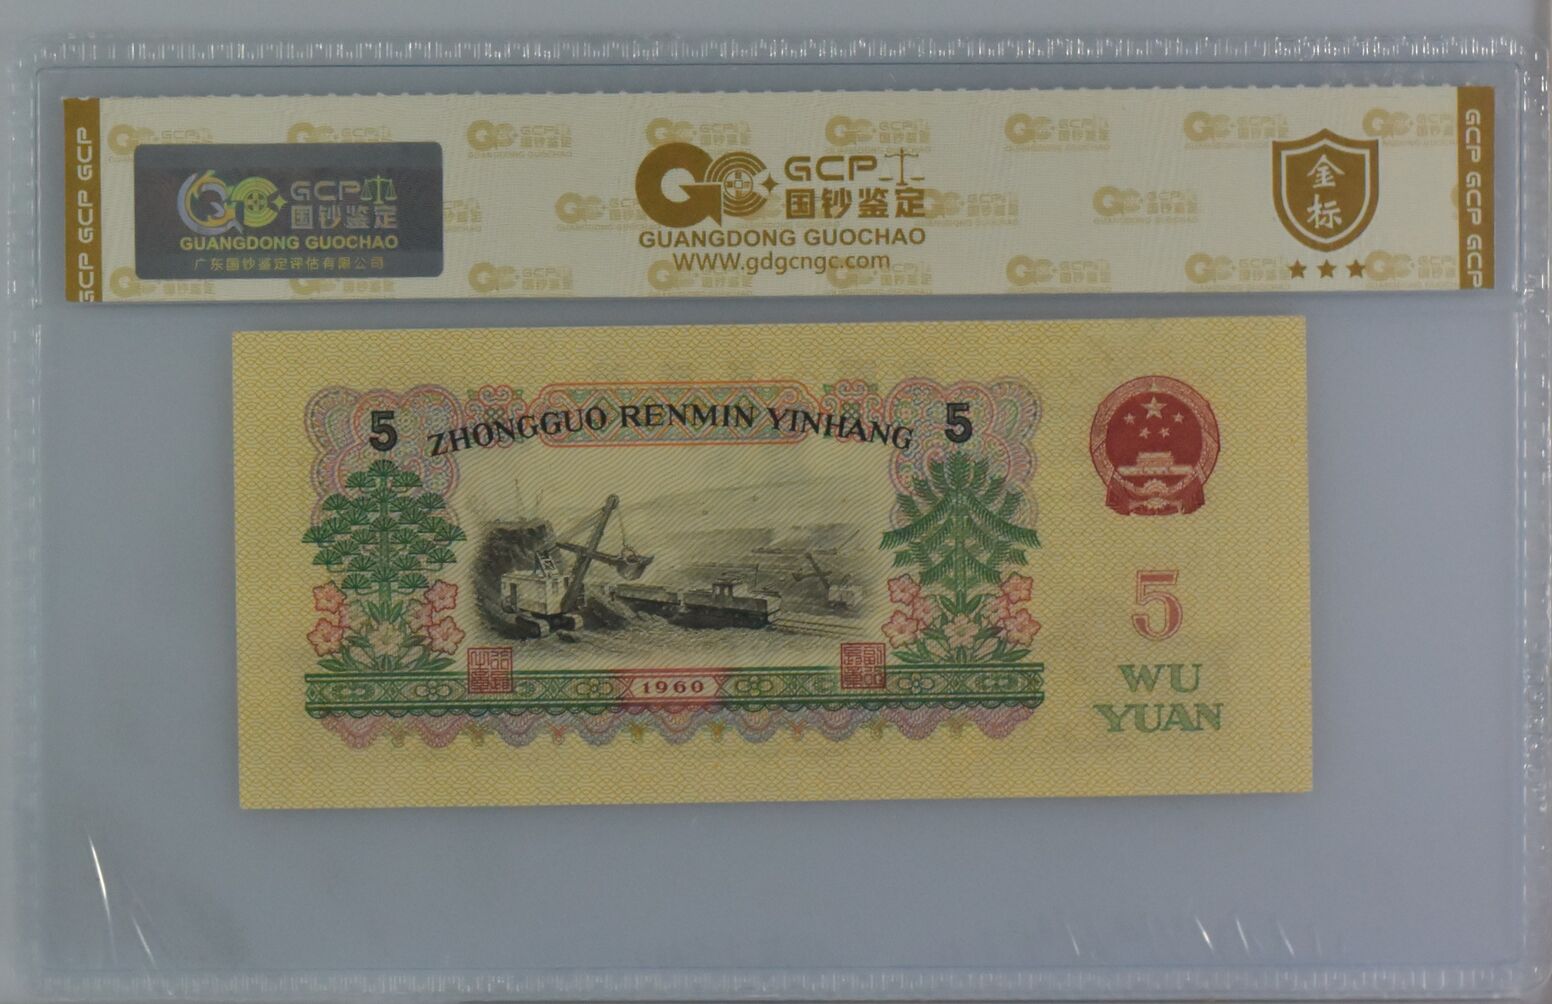 GCP GCP GCP
GCP
国钞鉴定
GUANGDONG GUOCHAO
广东国钞鉴定评估有限公司
GCP
国钞鉴定
GUANGDONG GUOCHAO
WWW.gdgcngc.com
金
标
GCP GCP GCP
5
ZHONGGUO RENMIN YINHANG
5
5
WU
YUAN
1960